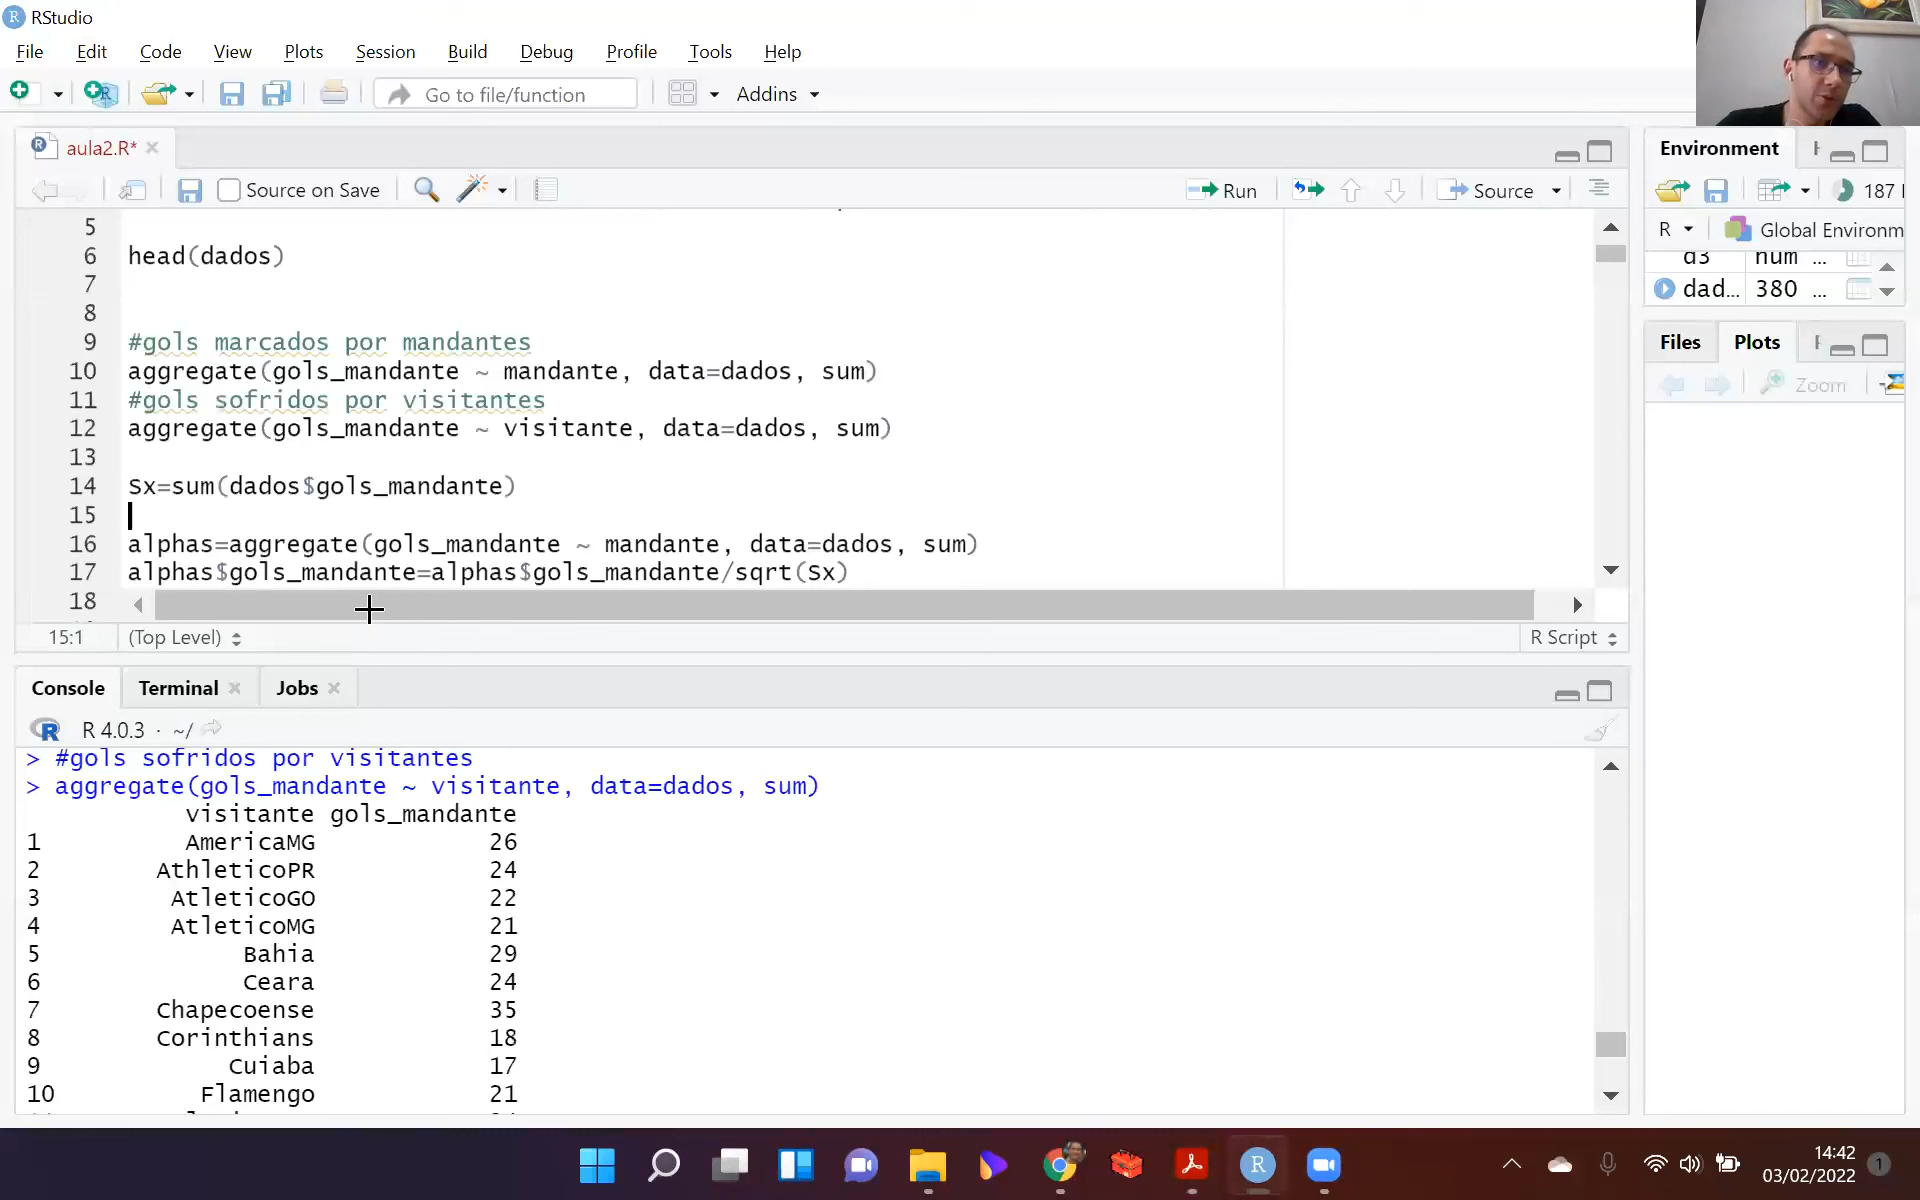 RStudio
File Edit Code View Plots Session Build Debug Profile Tools Help
Go to file/function Addins
aula2.R*
Source on Save Run Source
5
6 head(dados)
7
8
9 #gols marcados por mandantes
10 aggregate(gols_mandante ~ mandante, data=dados, sum)
11 #gols sofridos por visitantes
12 aggregate(gols_mandante ~ visitante, data=dados, sum)
13
14 Sx=sum(dados$gols_mandante)
15
16 alphas=aggregate(gols_mandante ~ mandante, data=dados, sum)
17 alphas$gols_mandante=alphas$gols_mandante/sqrt(Sx)
18
15:1 (Top Level) R Script
Console Terminal Jobs
R 4.0.3 · ~/
> #gols sofridos por visitantes
> aggregate(gols_mandante ~ visitante, data=dados, sum)
visitante gols_mandante
1 AmericaMG 26
2 AthleticoPR 24
3 AtleticoGO 22
4 AtleticoMG 21
5 Bahia 29
6 Ceara 24
7 Chapecoense 35
8 Corinthians 18
9 Cuiaba 17
10 Flamengo 21
Environment
187
R Global Environm
d3 num ...
dad... 380 ...
Files Plots
Zoom
14:42
03/02/2022
1